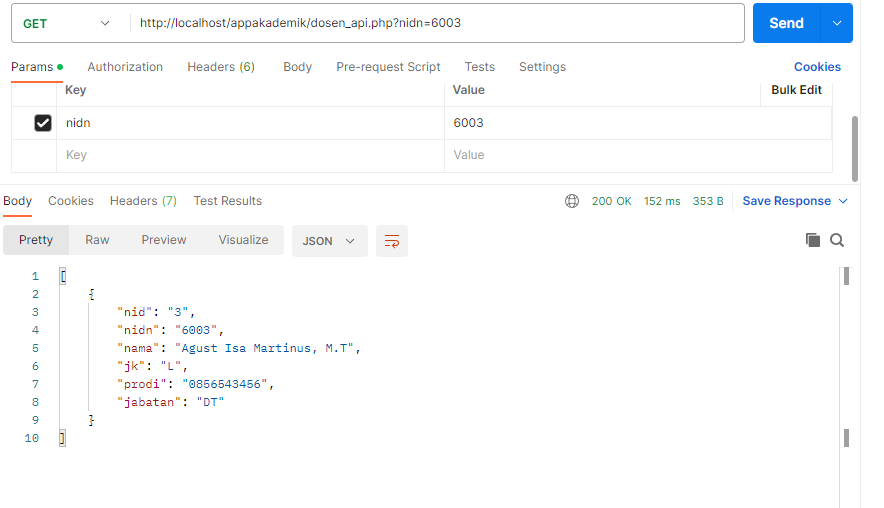 GET http://localhost/appakademik/dosen_api.php?nidn=6003 Send
Params Authorization Headers (6) Body Pre-request Script Tests Settings Cookies
Key Value Bulk Edit
nidn 6003
Key Value
Body Cookies Headers (7) Test Results 200 OK 152 ms 353 B Save Response
Pretty Raw Preview Visualize JSON
1 [
2 {
3 "nid": "3",
4 "nidn": "6003",
5 "nama": "Agust Isa Martinus, M.T",
6 "jk": "L",
7 "prodi": "0856543456",
8 "jabatan": "DT"
9 }
10 ]